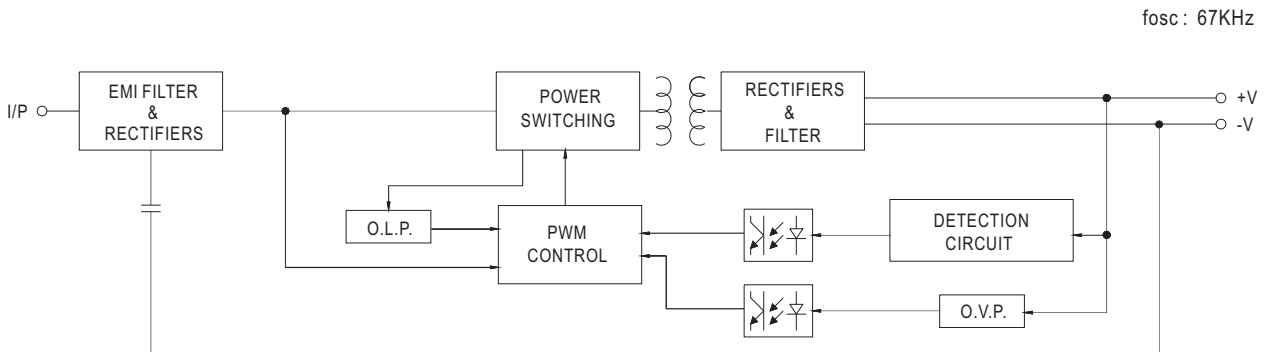 fosc : 67KHz
I/P
EMI FILTER
&
RECTIFIERS
POWER
SWITCHING
RECTIFIERS
&
FILTER
+V
-V
O.L.P.
PWM
CONTROL
DETECTION
CIRCUIT
O.V.P.